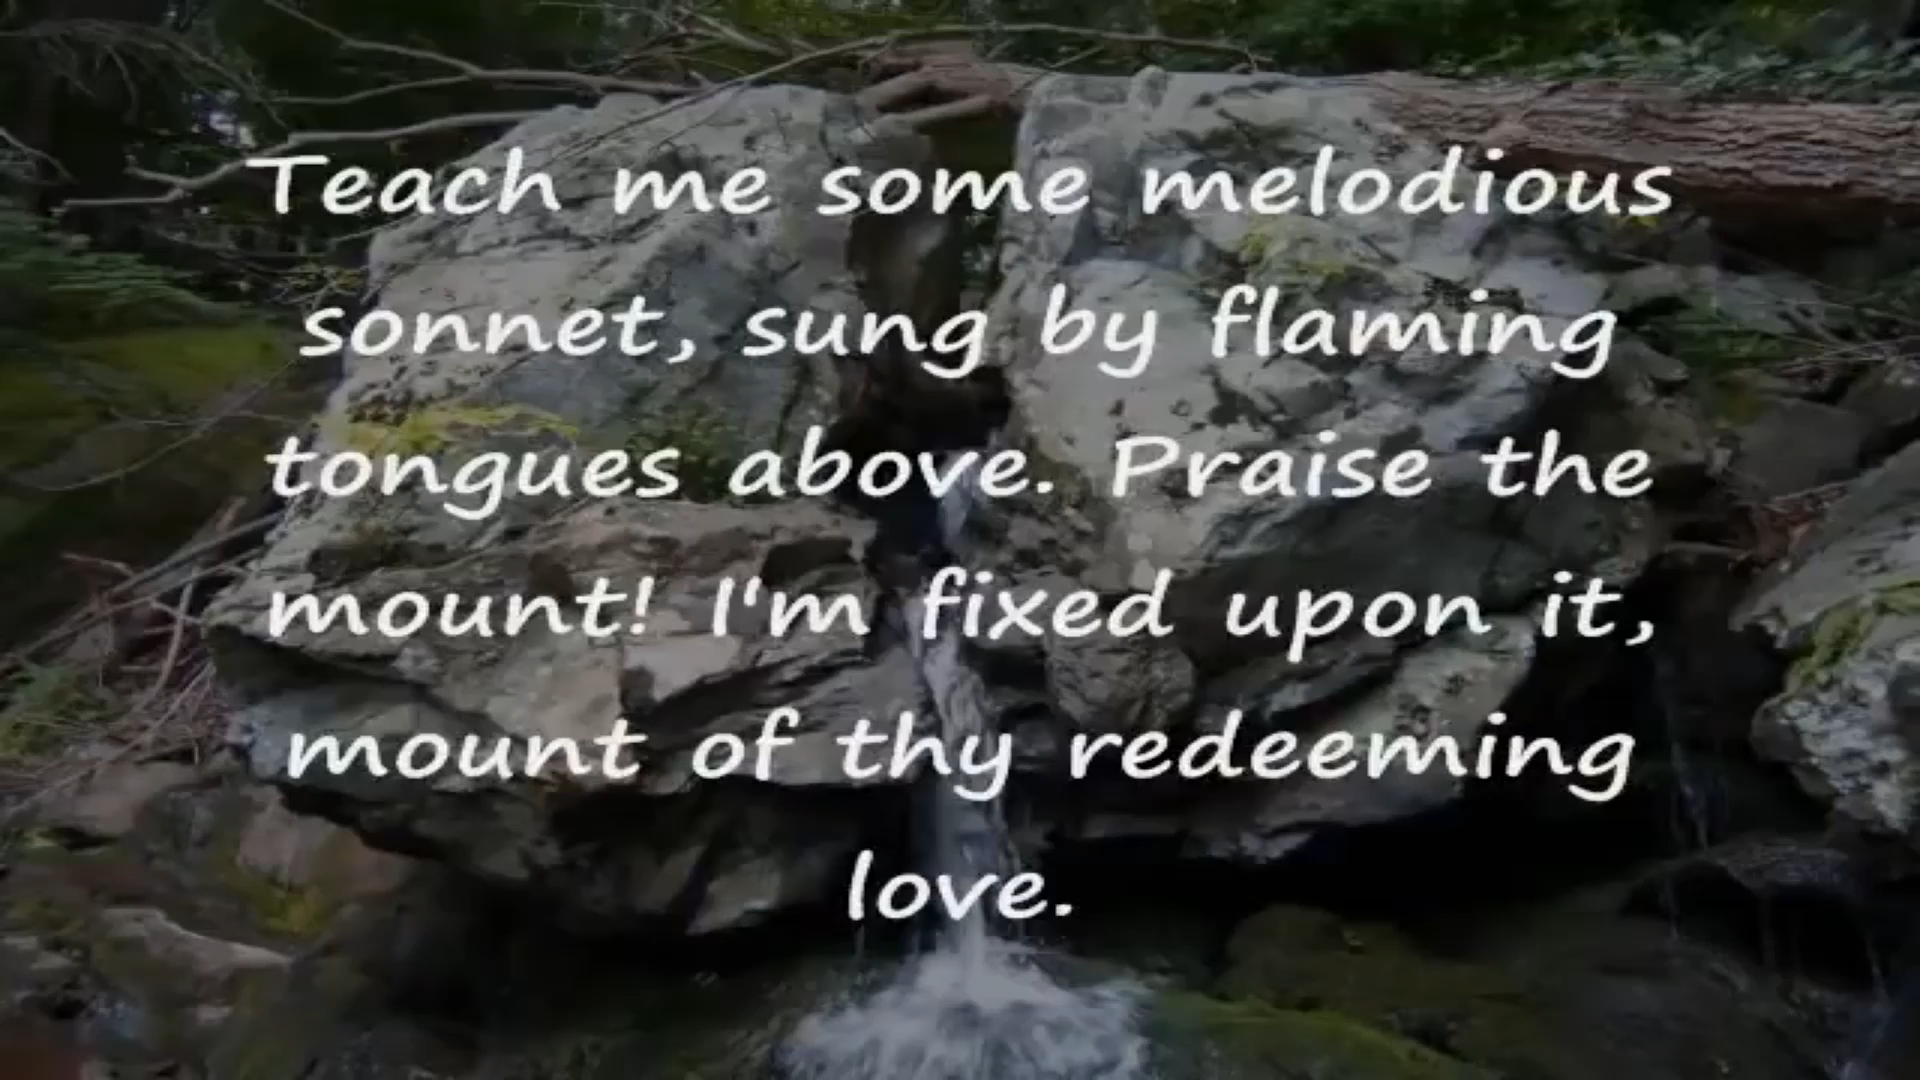 Teach me some melodious
sonnet, sung by flaming
tongues above. Praise the
mount! I'm fixed upon it,
mount of thy redeeming
love.